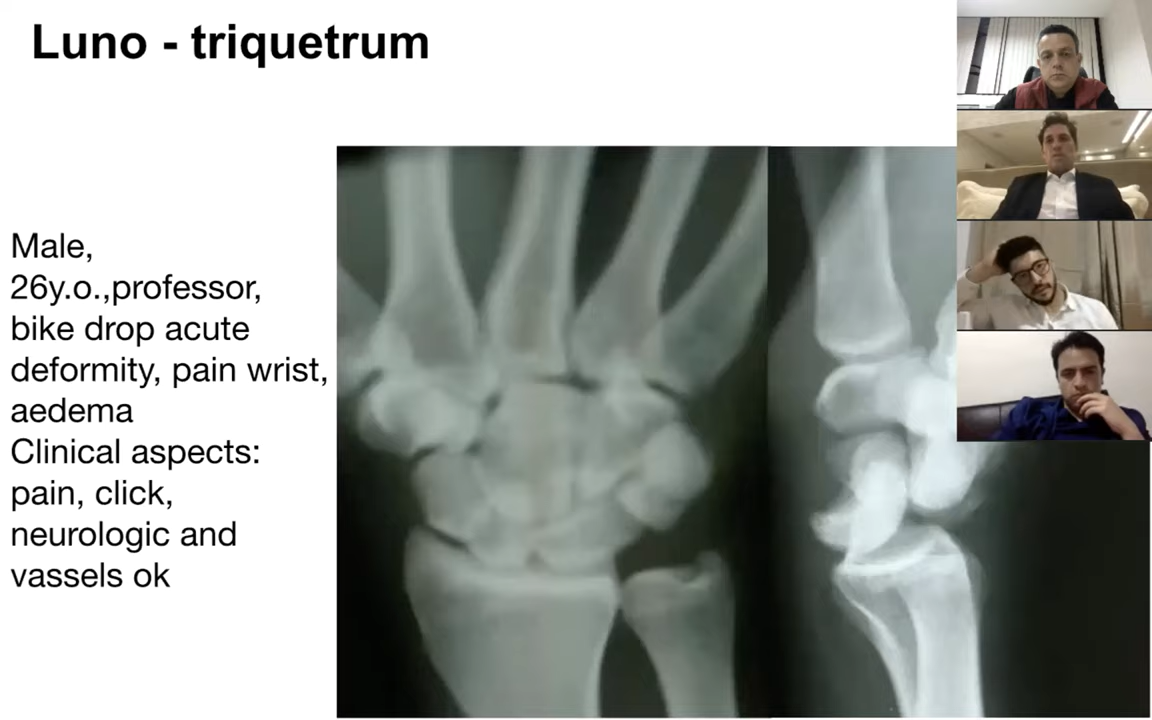 Luno - triquetrum
Male,
26y.o.,professor,
bike drop acute
deformity, pain wrist,
aedema
Clinical aspects:
pain, click,
neurologic and
vassels ok